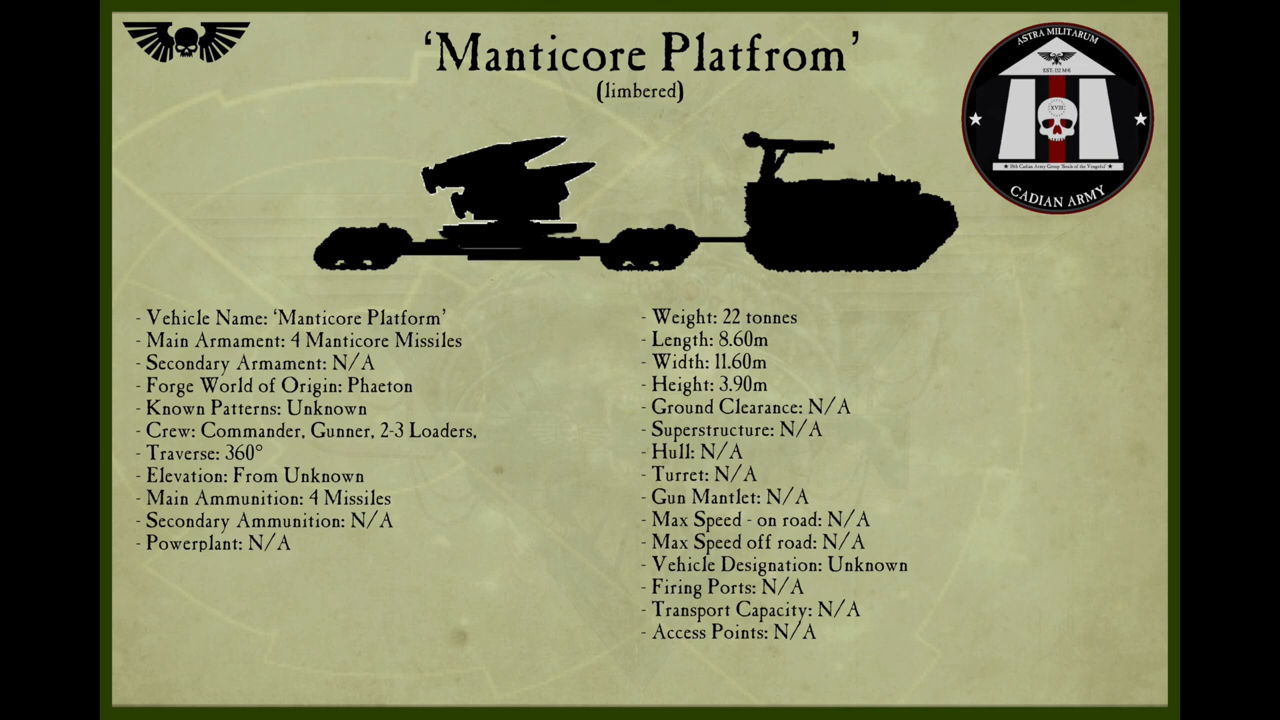 'Manticore Platfrom'
(limbered)
ASTRA MILITARUM
XVIII
CADIAN ARMY
- Vehicle Name: 'Manticore Platform'
- Main Armament: 4 Manticore Missiles
- Secondary Armament: N/A
- Forge World of Origin: Phaeton
- Known Patterns: Unknown
- Crew: Commander, Gunner, 2-3 Loaders,
- Traverse: 360°
- Elevation: From Unknown
- Main Ammunition: 4 Missiles
- Secondary Ammunition: N/A
- Powerplant: N/A
- Weight: 22 tonnes
- Length: 8.60m
- Width: 11.60m
- Height: 3.90m
- Ground Clearance: N/A
- Superstructure: N/A
- Hull: N/A
- Turret: N/A
- Gun Mantlet: N/A
- Max Speed - on road: N/A
- Max Speed off road: N/A
- Vehicle Designation: Unknown
- Firing Ports: N/A
- Transport Capacity: N/A
- Access Points: N/A